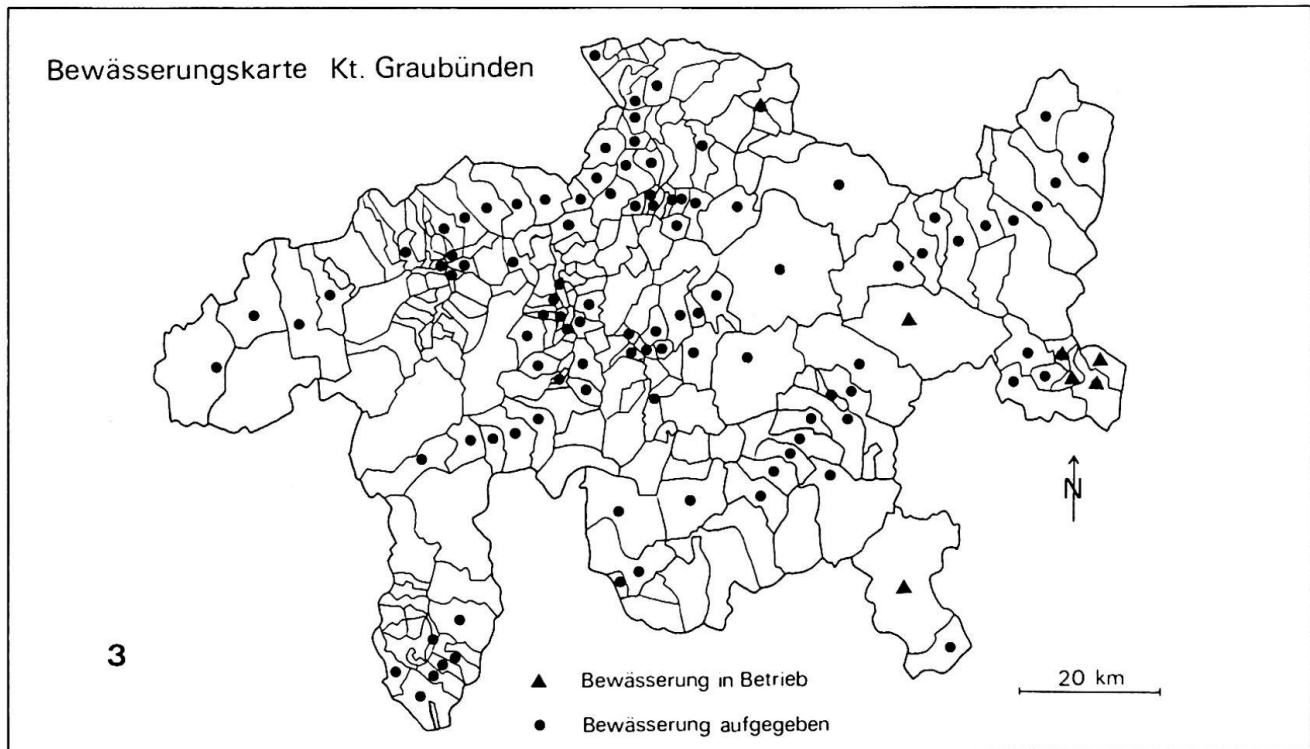 Bewässerungskarte Kt. Graubünden
N
3
▲ Bewässerung in Betrieb
20 km
● Bewässerung aufgegeben